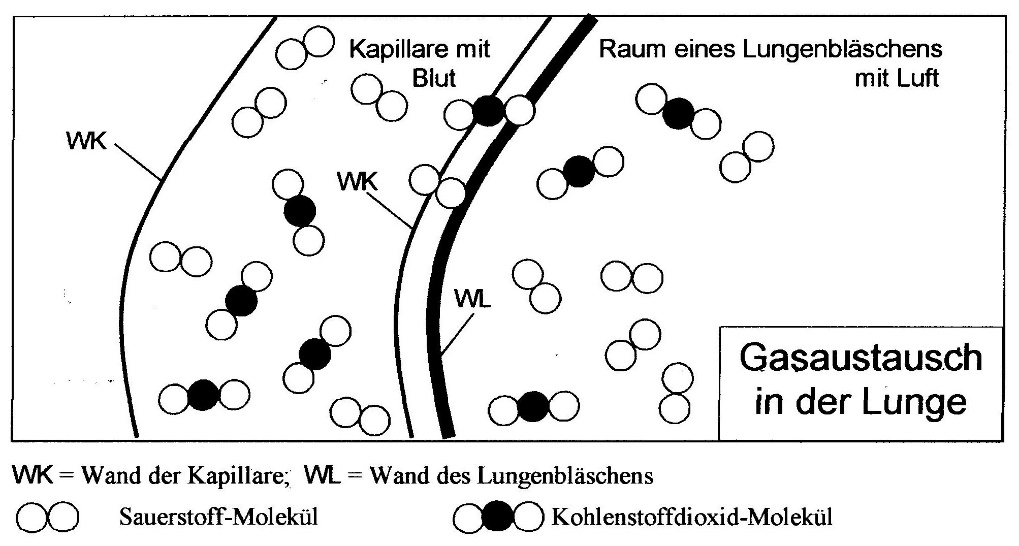 Kapillare mit
Blut
Raum eines Lungenbläschens
mit Luft
WK
WK
WL
Gasaustausch
in der Lunge
WK = Wand der Kapillare; WL = Wand des Lungenbläschens
Sauerstoff-Molekül
Kohlenstoffdioxid-Molekül